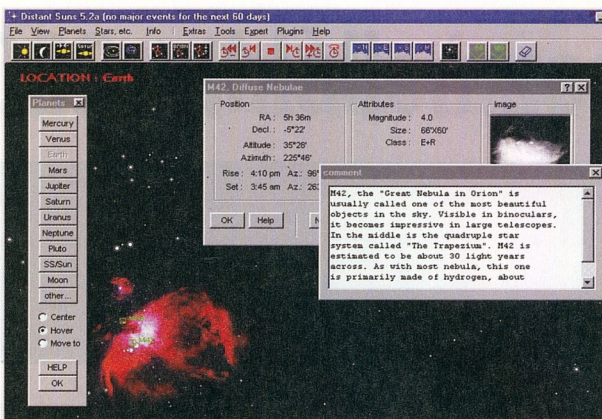 Distant Suns 5.2a (no major events for the next 60 days)
File View Planets Stars, etc. Info Extras Tools Expert Plugins Help
LOCATION : Earth
Planets
Mercury
Venus
Earth
Mars
Jupiter
Saturn
Uranus
Neptune
Pluto
SS/Sun
Moon
other...
Center
Hover
Move to
HELP
OK
M42, Diffuse Nebulae
Position
RA : 5h 36m
Decl. : -5°22'
Altitude : 35°28'
Azimuth : 225°46'
Rise : 4:10 pm Az.: 96°
Set : 3:45 am Az.: 263
Attributes
Magnitude : 4.0
Size : 66'X60'
Class : E+R
Image
OK Help N
comment
M42, the "Great Nebula in Orion" is
usually called one of the most beautiful
objects in the sky. Visible in binoculars,
it becomes impressive in large telescopes.
In the middle is the quadruple star
system called "The Trapezium". M42 is
estimated to be about 30 light years
across. As with most nebula, this one
is primarily made of hydrogen, about
M42